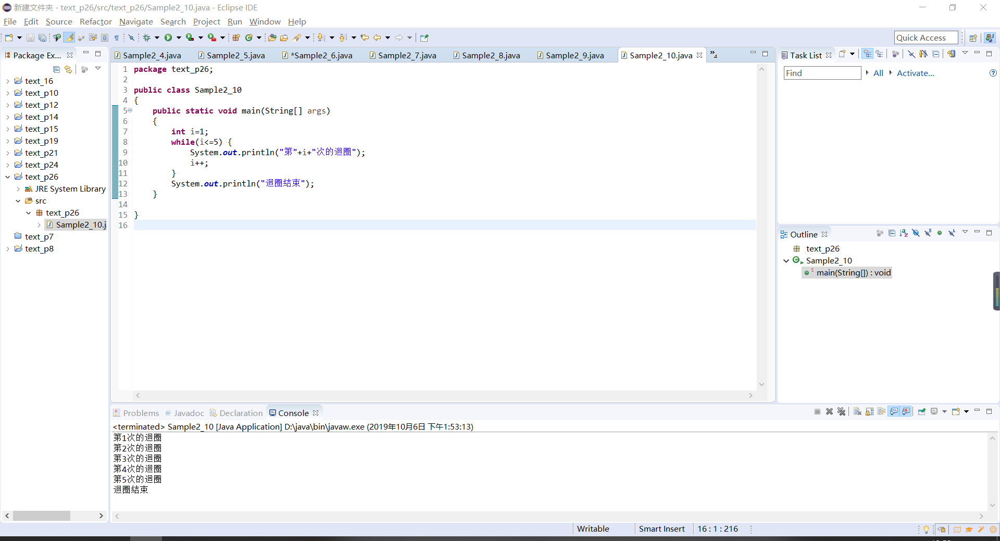 新建文件夹 - text_p26/src/text_p26/Sample2_10.java - Eclipse IDE
File Edit Source Refactor Navigate Search Project Run Window Help
Quick Access
Package Ex...
text_16
text_p10
text_p12
text_p14
text_p15
text_p19
text_p21
text_p24
text_p26
JRE System Library
src
text_p26
Sample2_10.j
text_p7
text_p8
Sample2_4.java Sample2_5.java *Sample2_6.java Sample2_7.java Sample2_8.java Sample2_9.java Sample2_10.java »4
1 package text_p26;
2
3 public class Sample2_10
4 {
5 public static void main(String[] args)
6 {
7 int i=1;
8 while(i<=5) {
9 System.out.println("第"+i+"次的迴圈");
10 i++;
11 }
12 System.out.println("迴圈結束");
13 }
14
15 }
16
Task List
Find All Activate...
Outline
text_p26
Sample2_10
main(String[]) : void
Problems @ Javadoc Declaration Console
<terminated> Sample2_10 [Java Application] D:\java\bin\javaw.exe (2019年10月6日 下午1:53:13)
第1次的迴圈
第2次的迴圈
第3次的迴圈
第4次的迴圈
第5次的迴圈
迴圈結束
Writable Smart Insert 16 : 1 : 216